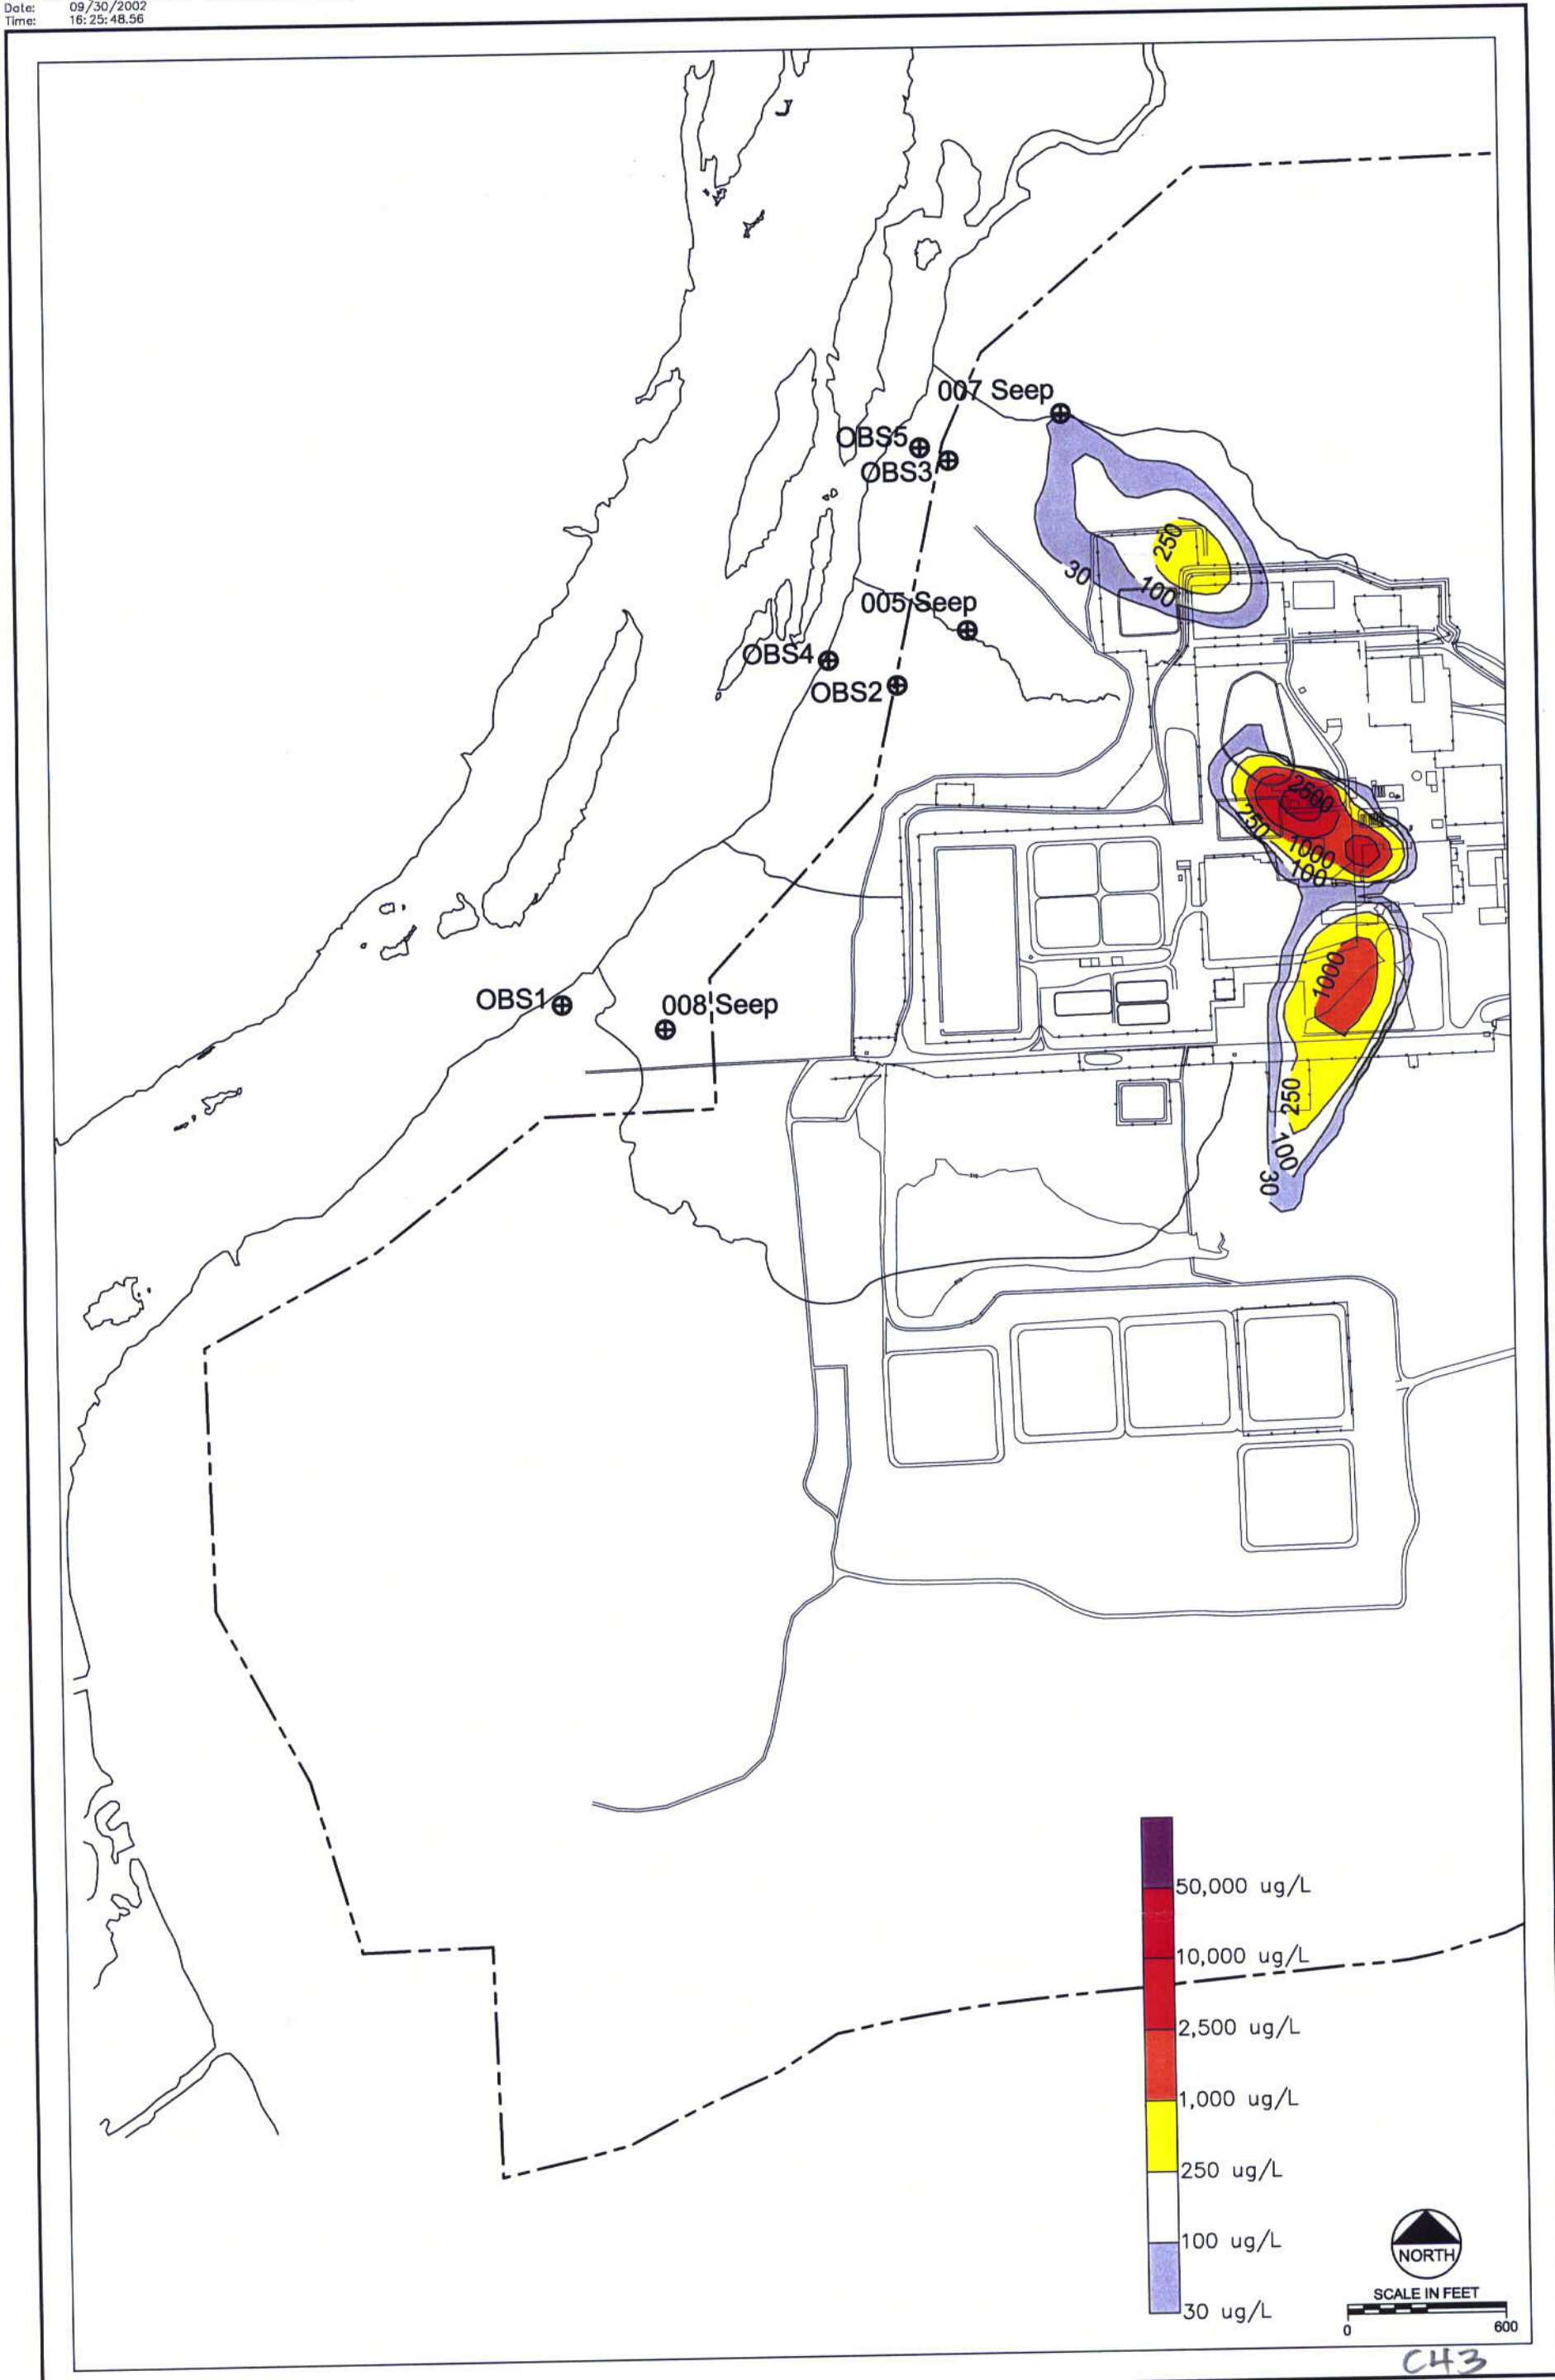 Date: 09/30/2002
Time: 16:25:48.56
007 Seep
OBS5
OBS3
250
30
100
005 Seep
OBS4
OBS2
2500
250
1000
100
OBS1
008 Seep
1000
250
100
30
50,000 ug/L
10,000 ug/L
2,500 ug/L
1,000 ug/L
250 ug/L
100 ug/L
30 ug/L
NORTH
SCALE IN FEET
0 600
CH3